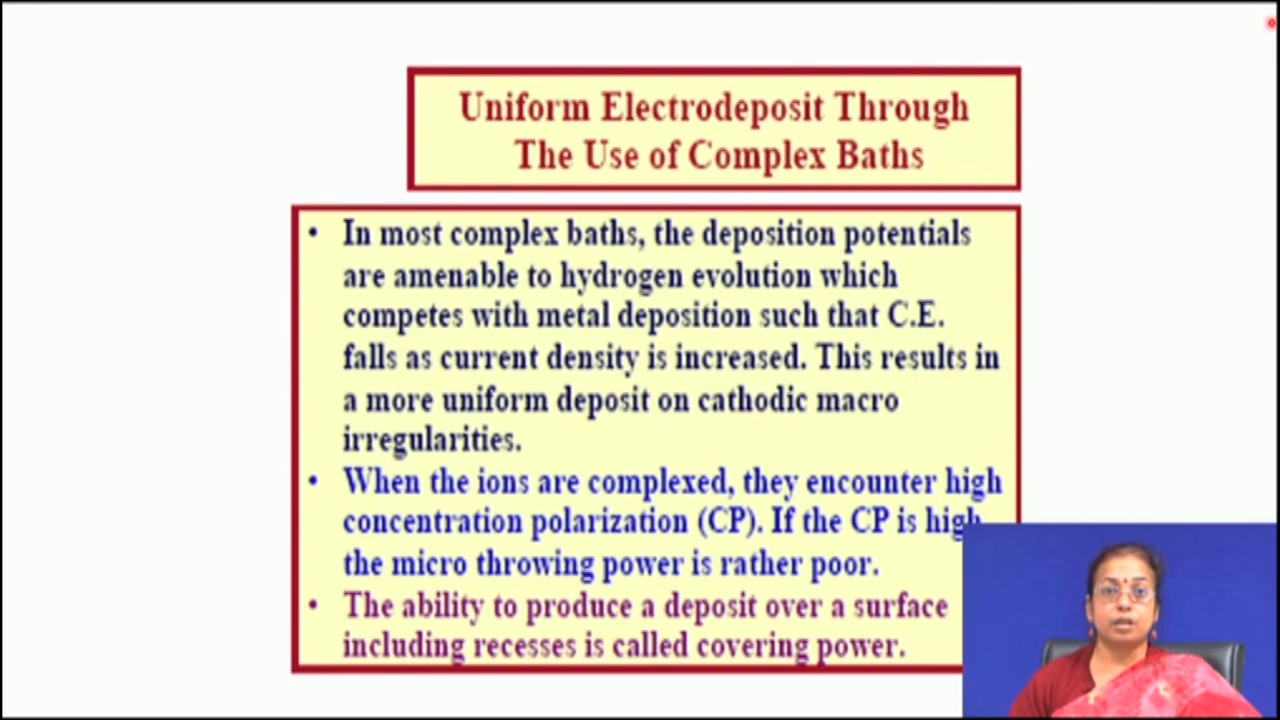 Uniform Electrodeposit Through
The Use of Complex Baths
• In most complex baths, the deposition potentials
are amenable to hydrogen evolution which
competes with metal deposition such that C.E.
falls as current density is increased. This results in
a more uniform deposit on cathodic macro
irregularities.
• When the ions are complexed, they encounter high
concentration polarization (CP). If the CP is high
the micro throwing power is rather poor.
• The ability to produce a deposit over a surface
including recesses is called covering power.